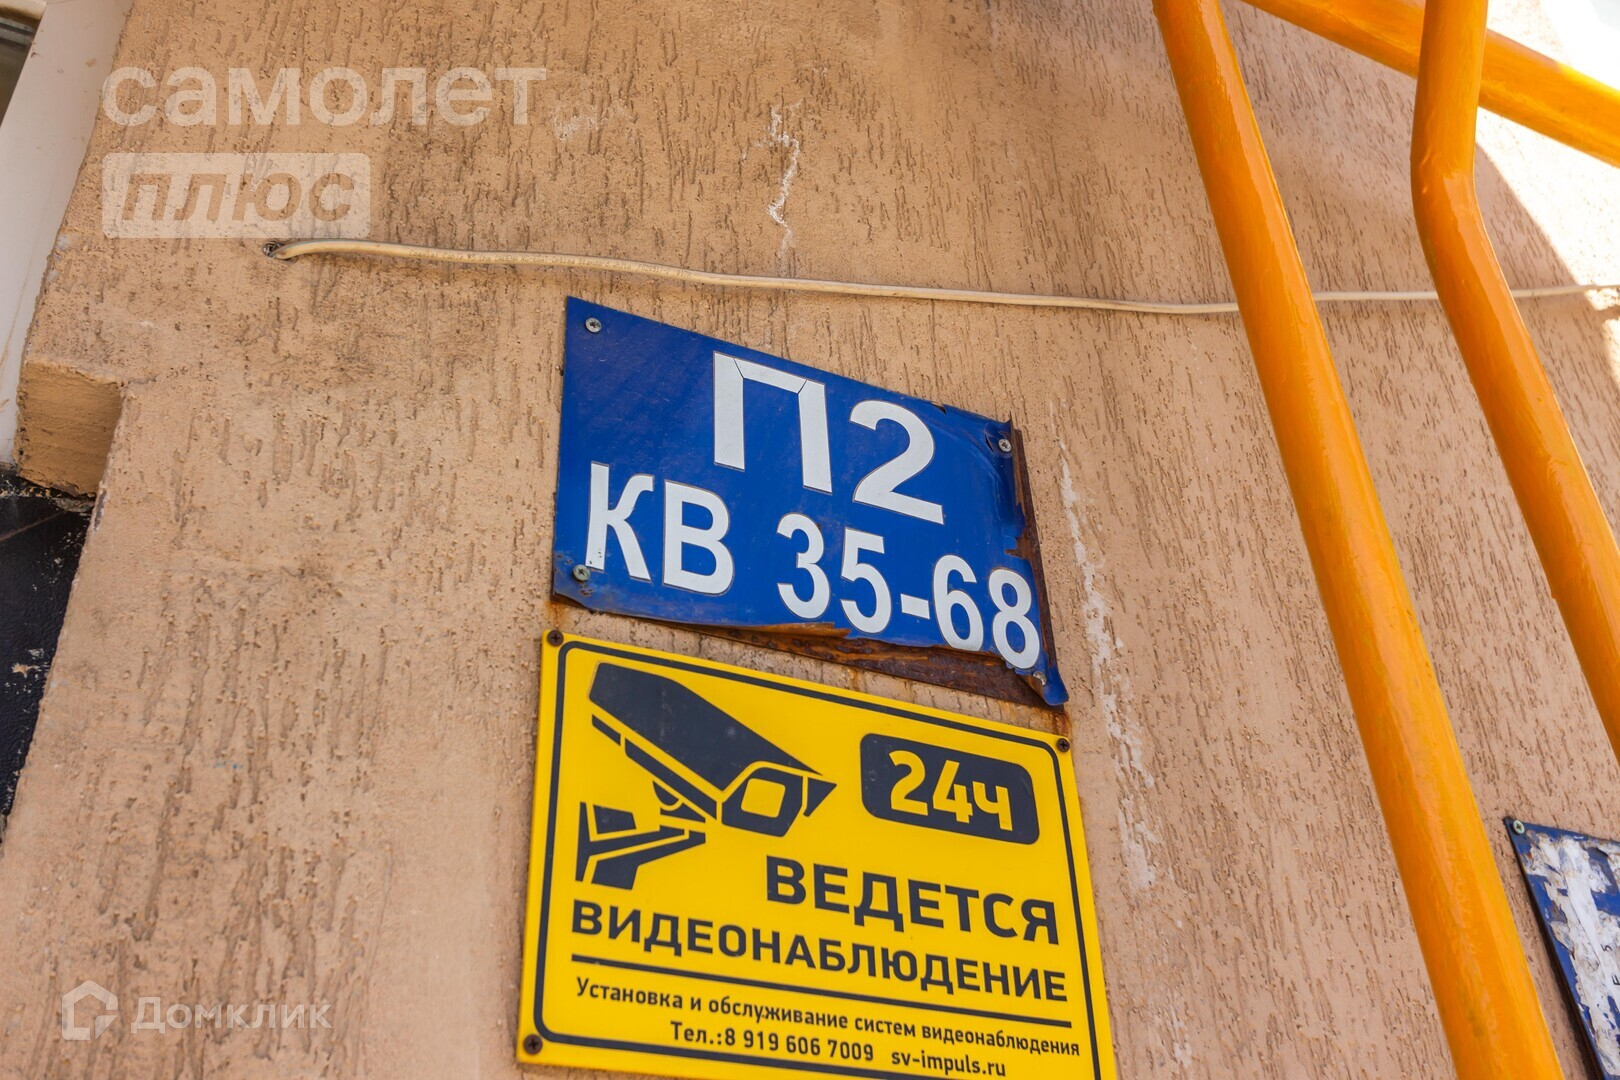 самолет
плюс
П2
КВ 35-68
24ч
ВЕДЕТСЯ
ВИДЕОНАБЛЮДЕНИЕ
Установка и обслуживание систем видеонаблюдения
Тел.:8 919 606 7009 sv-impuls.ru
Домклик